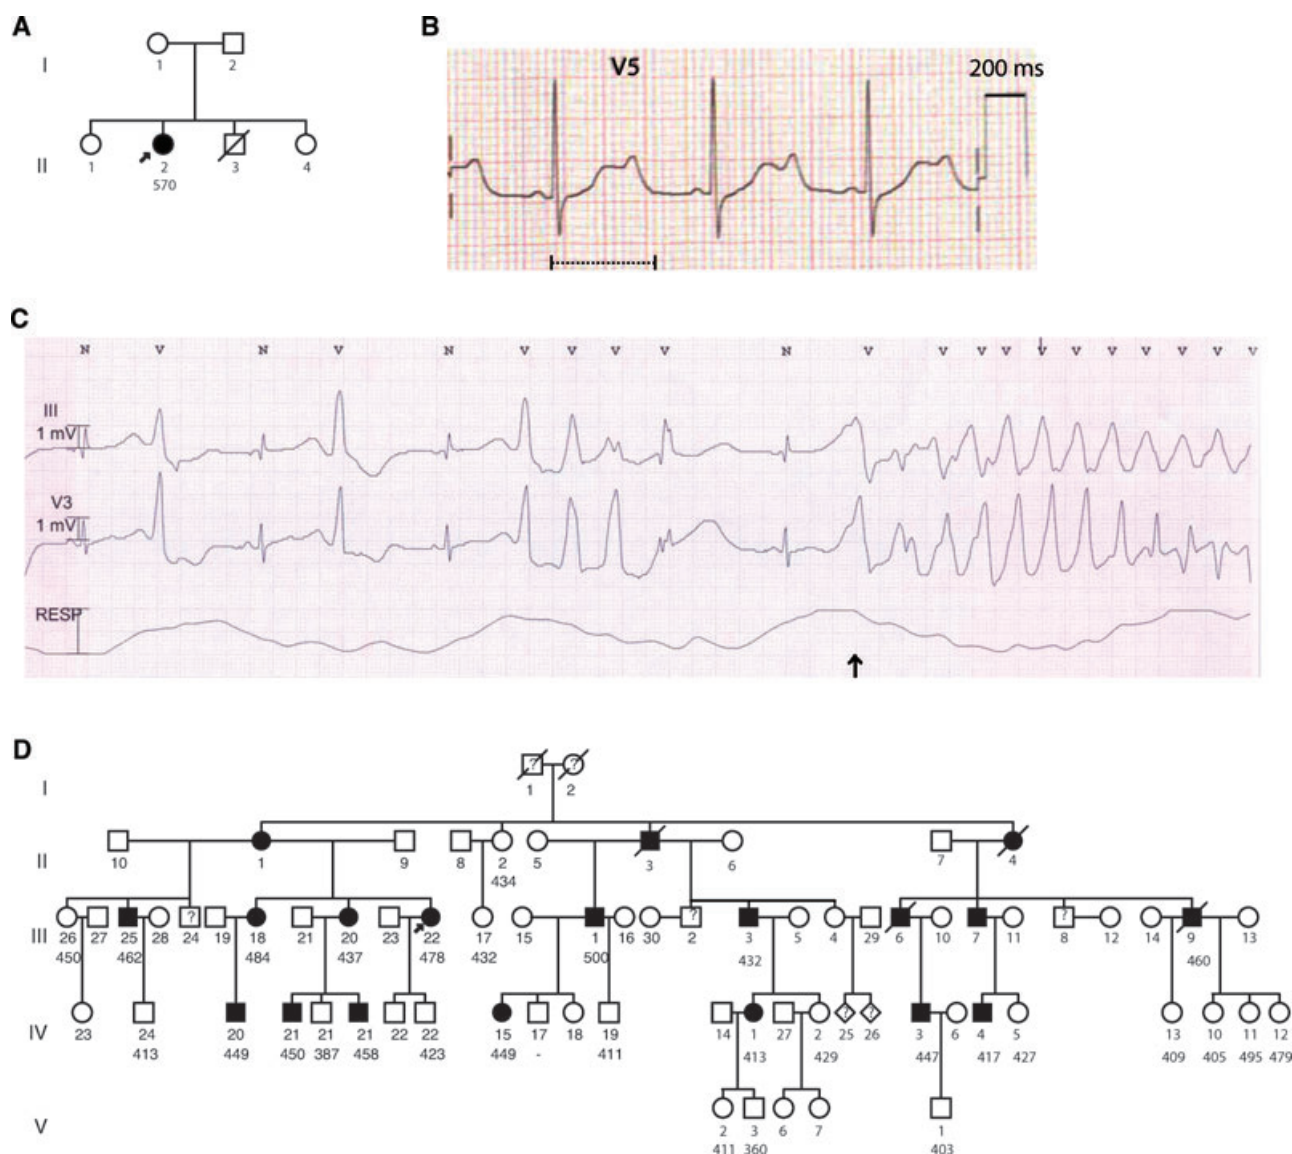 A
B
I
1 2
II
1 2 3 4
570
V5
200 ms
C
N V N V N V V V V N V V V V V V V V V V V
III
1 mV
V3
1 mV
RESP
D
I
? ?
1 2
II
10 1 9 8 2 5 3 6 7 4
434
? ? ?
III
26 27 25 28 24 19 18 21 20 23 22 17 15 1 16 30 2 3 5 4 29 6 10 7 11 8 12 14 9 13
450 462 484 437 478 432 500 432 460
? ?
IV
23 24 20 21 21 21 22 22 15 17 18 19 14 1 27 2 25 26 3 6 4 5 13 10 11 12
413 449 450 387 458 423 449 - 411 413 429 447 417 427 409 405 495 479
V
2 3 6 7 1
411 360 403